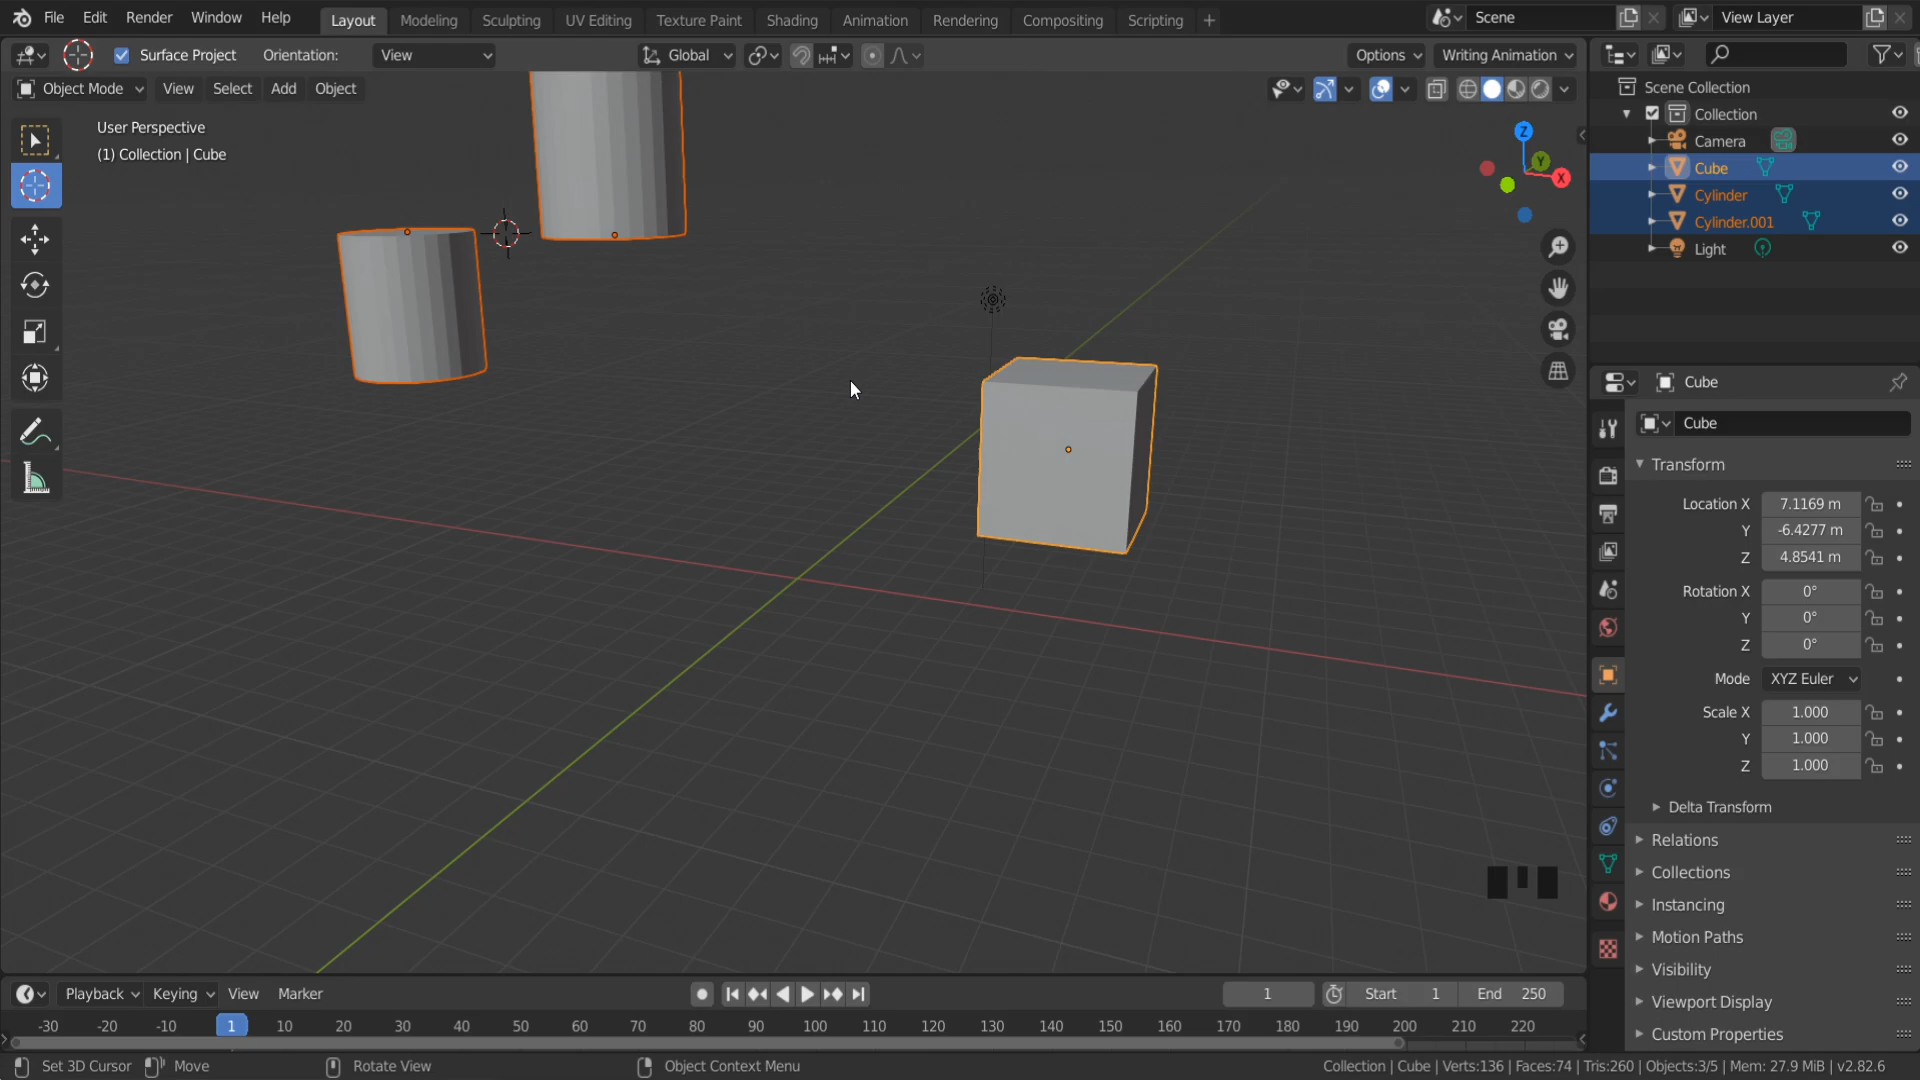 File Edit Render Window Help Layout Modeling Sculpting UV Editing Texture Paint Shading Animation Rendering Compositing Scripting + Scene View Layer
Surface Project Orientation: View Global Options Writing Animation
Object Mode View Select Add Object
User Perspective
(1) Collection | Cube
Z
Y
X
Scene Collection
Collection
Camera
Cube
Cylinder
Cylinder.001
Light
Cube
Cube
Transform
Location X 7.1169 m
Y -6.4277 m
Z 4.8541 m
Rotation X 0°
Y 0°
Z 0°
Mode XYZ Euler
Scale X 1.000
Y 1.000
Z 1.000
Delta Transform
Relations
Collections
Instancing
Motion Paths
Visibility
Viewport Display
Custom Properties
Playback Keying View Marker 1 Start 1 End 250
-30 -20 -10 1 10 20 30 40 50 60 70 80 90 100 110 120 130 140 150 160 170 180 190 200 210 220
Set 3D Cursor Move Rotate View Object Context Menu Collection | Cube | Verts:136 | Faces:74 | Tris:260 | Objects:3/5 | Mem: 27.9 MiB | v2.82.6